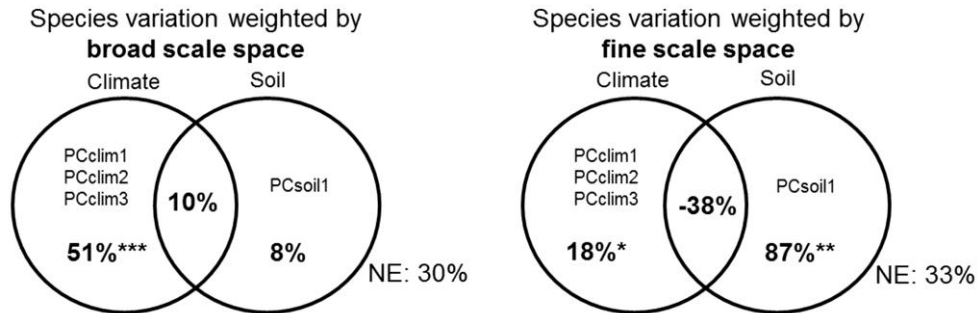 Species variation weighted by
broad scale space
Climate
Soil
PCclim1
PCclim2
PCclim3
10%
PCsoil1
51%***
8%
NE: 30%
Species variation weighted by
fine scale space
Climate
Soil
PCclim1
PCclim2
PCclim3
-38%
PCsoil1
18%*
87%**
NE: 33%